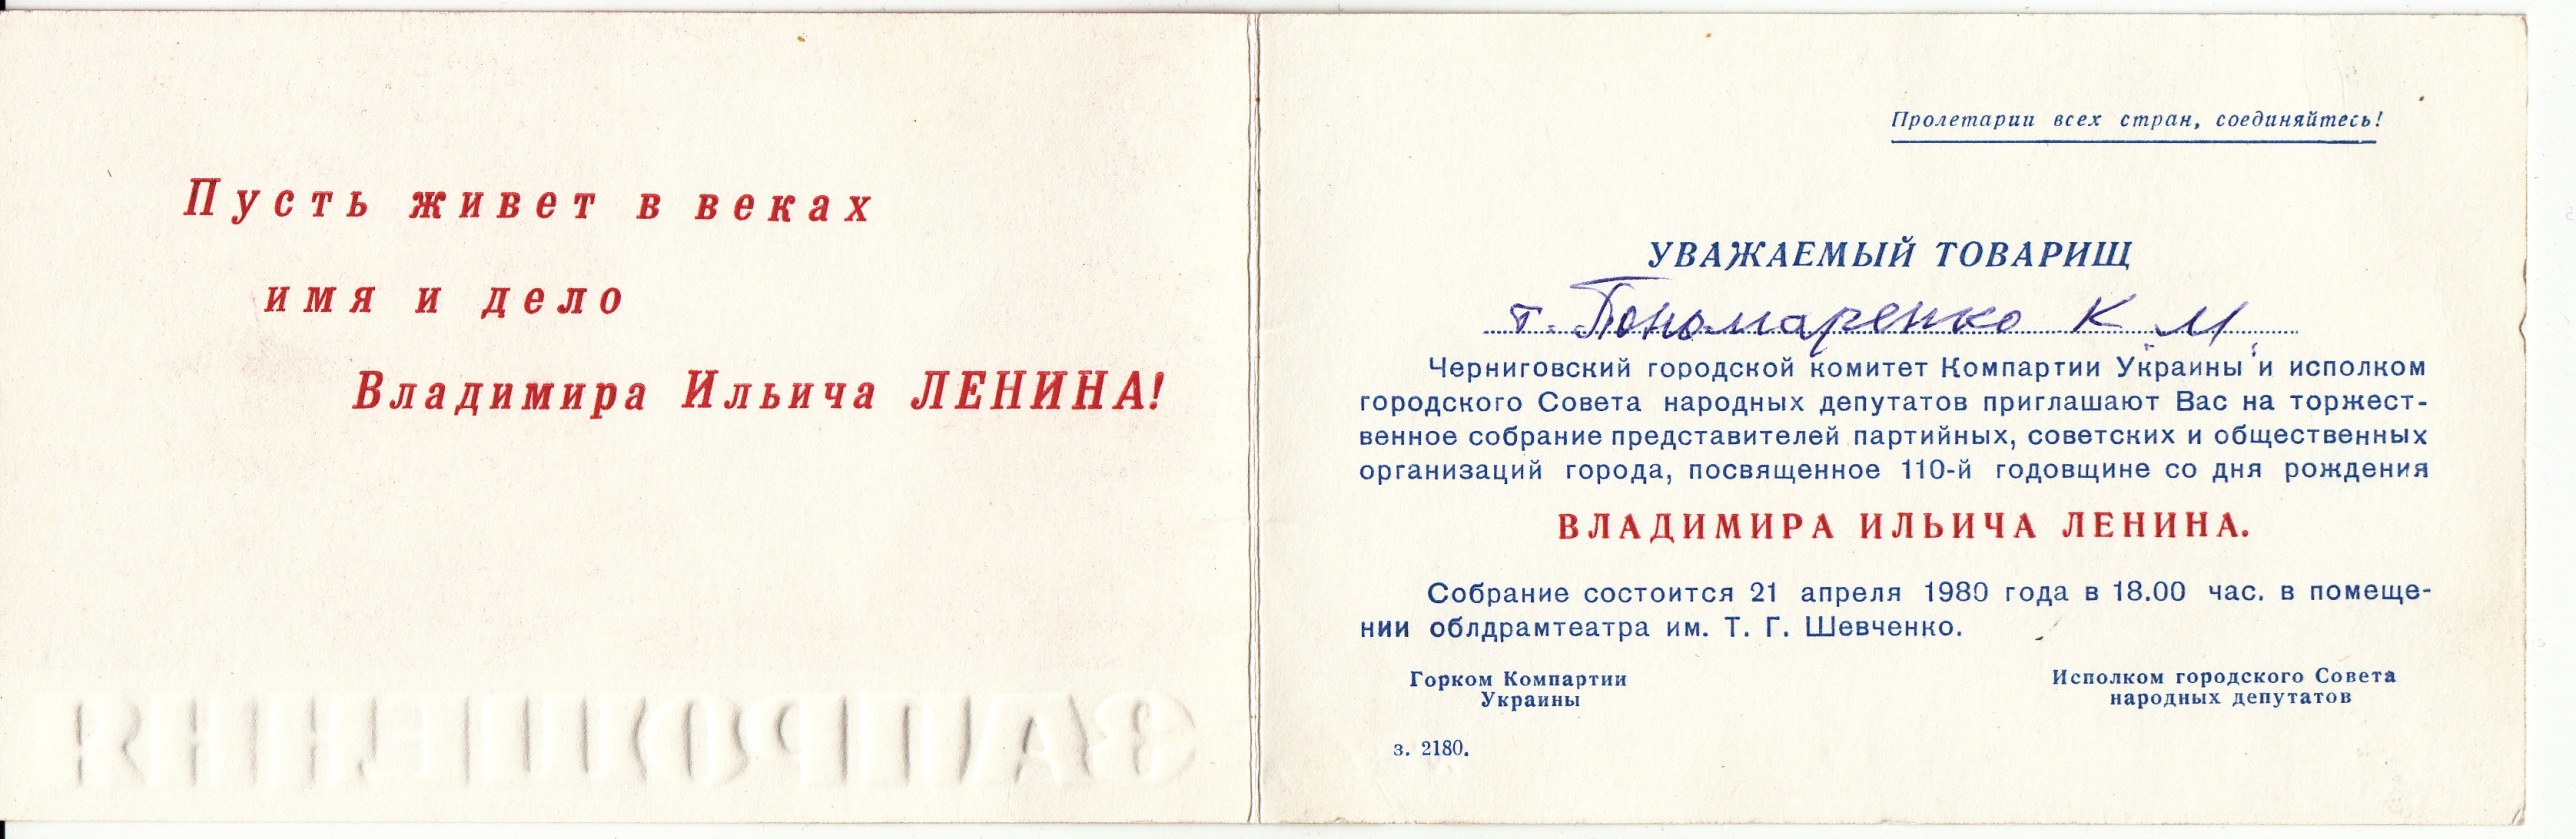 Пусть живет в веках
имя и дело
Владимира Ильича ЛЕНИНА!
ЗАПРОШЕННЯ
Пролетарии всех стран, соединяйтесь!
УВАЖАЕМЫЙ ТОВАРИЩ
т. Пономаренко К. М.
Черниговский городской комитет Компартии Украины и исполком
городского Совета народных депутатов приглашают Вас на торжест-
венное собрание представителей партийных, советских и общественных
организаций города, посвященное 110-й годовщине со дня рождения
ВЛАДИМИРА ИЛЬИЧА ЛЕНИНА.
Собрание состоится 21 апреля 1980 года в 18.00 час. в помеще-
нии облдрамтеатра им. Т. Г. Шевченко.
Горком Компартии
Украины
Исполком городского Совета
народных депутатов
з. 2180.